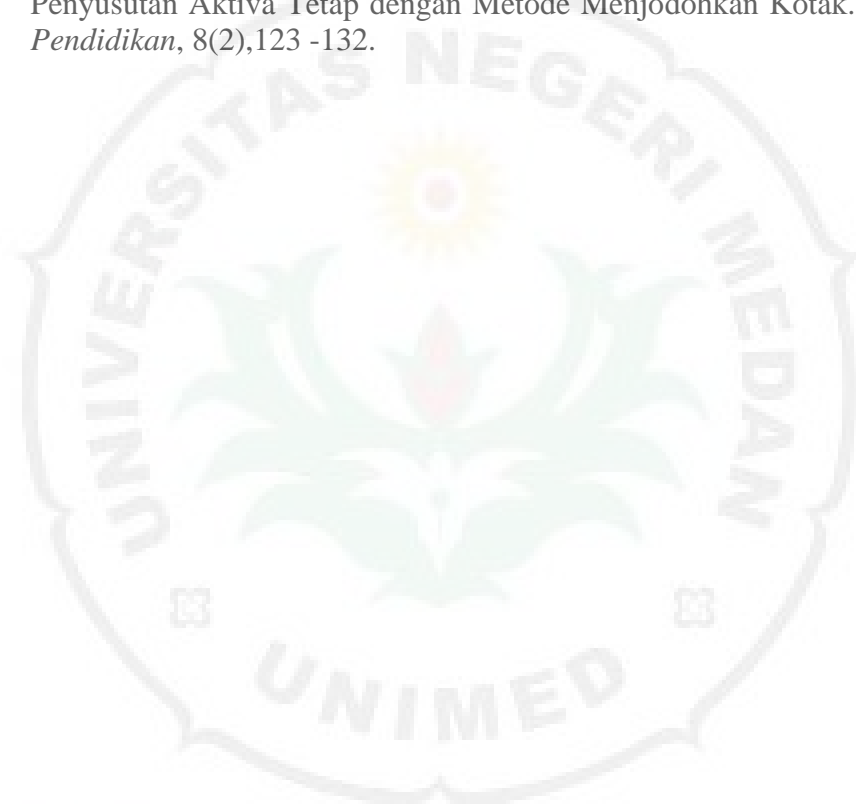 Penyusutan Aktiva Tetap dengan Metode Menjodohkan Kotak.
Pendidikan, 8(2),123 -132.
UNIVERSITAS NEGERI MEDAN
UNIMED